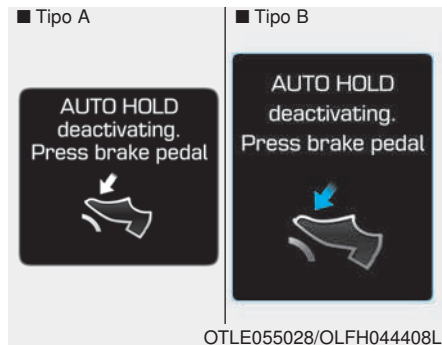 ■ Tipo A
AUTO HOLD
deactivating.
Press brake pedal
■ Tipo B
AUTO HOLD
deactivating.
Press brake pedal
OTLE055028/OLFH044408L